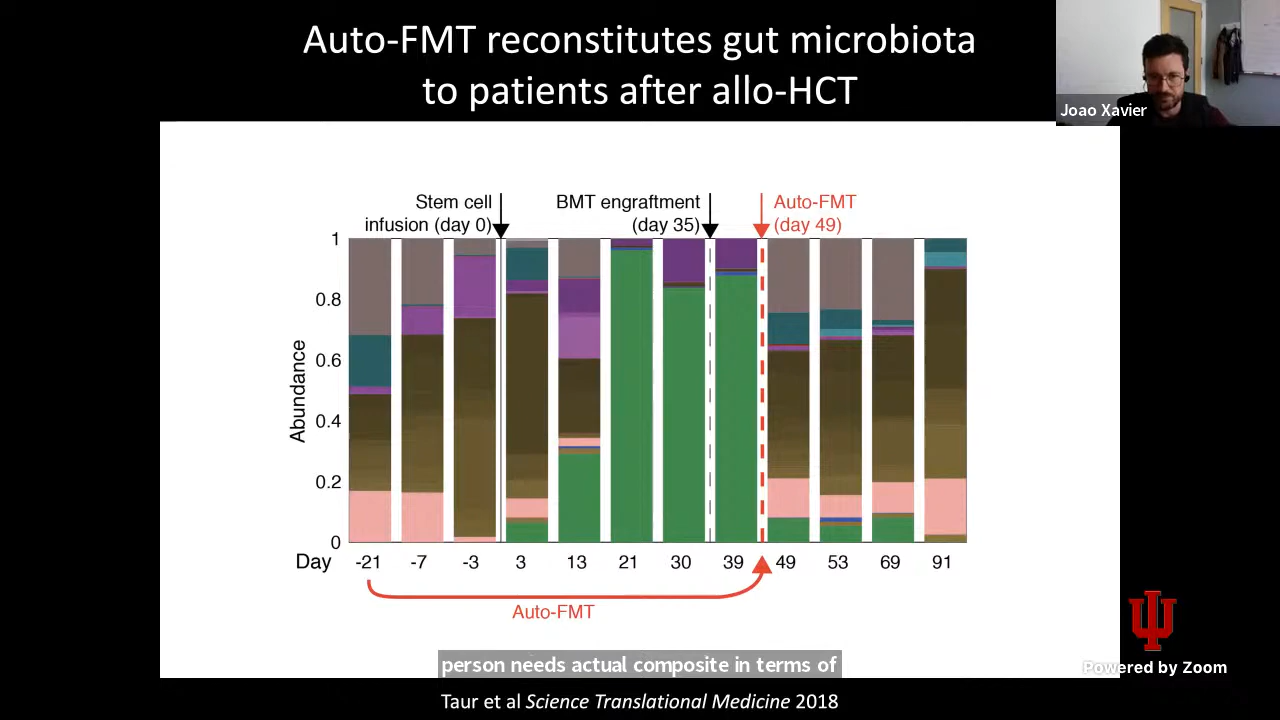 Auto-FMT reconstitutes gut microbiota
to patients after allo-HCT
Joao Xavier
Stem cell
infusion (day 0)
BMT engraftment
(day 35)
Auto-FMT
(day 49)
Abundance
1
0.8
0.6
0.4
0.2
0
Day -21 -7 -3 3 13 21 30 39 49 53 69 91
Auto-FMT
person needs actual composite in terms of
Powered by Zoom
Taur et al Science Translational Medicine 2018